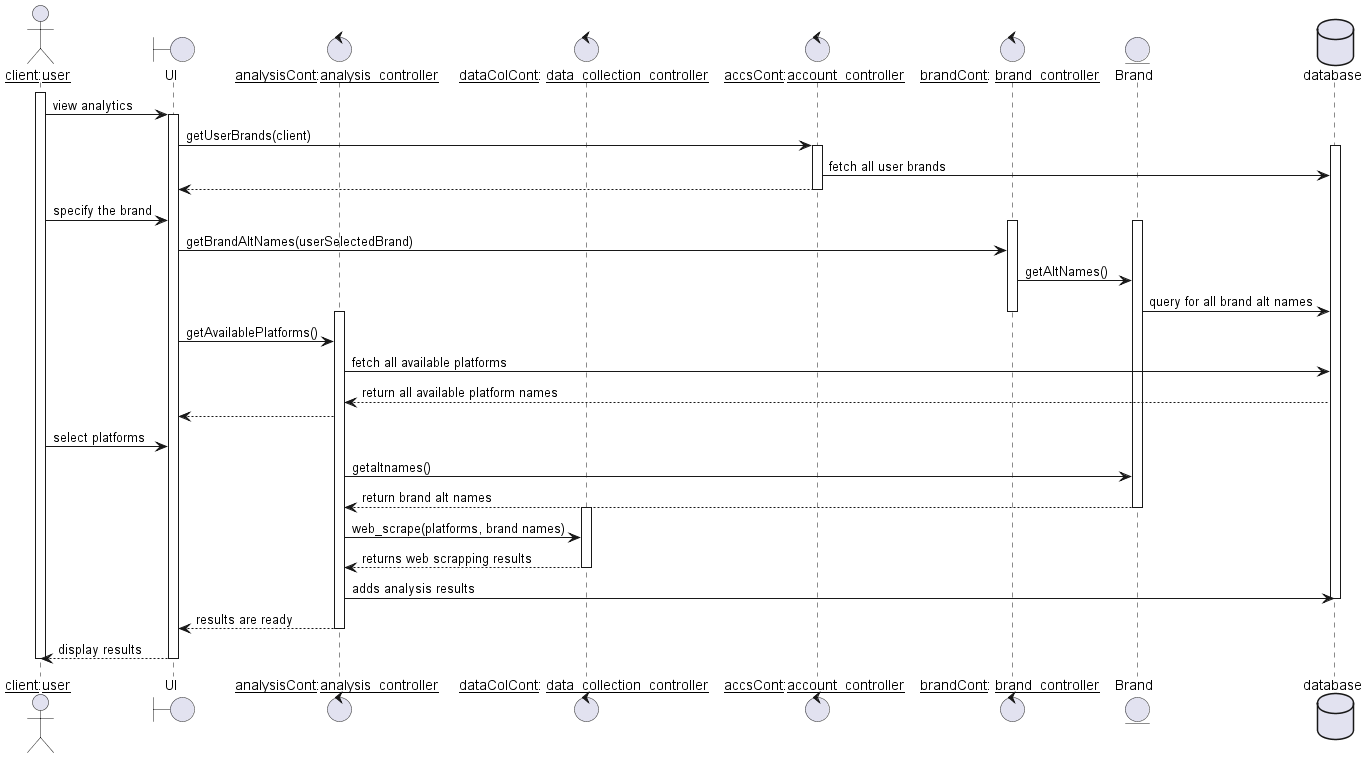 client:user
UI
analysisCont:analysis_controller
dataColCont: data_collection_controller
accsCont:account_controller
brandCont: brand_controller
Brand
database
view analytics
getUserBrands(client)
fetch all user brands
specify the brand
getBrandAltNames(userSelectedBrand)
getAltNames()
query for all brand alt names
getAvailablePlatforms()
fetch all available platforms
return all available platform names
select platforms
getaltnames()
return brand alt names
web_scrape(platforms, brand names)
returns web scrapping results
adds analysis results
results are ready
display results
client:user
UI
analysisCont:analysis_controller
dataColCont: data_collection_controller
accsCont:account_controller
brandCont: brand_controller
Brand
database